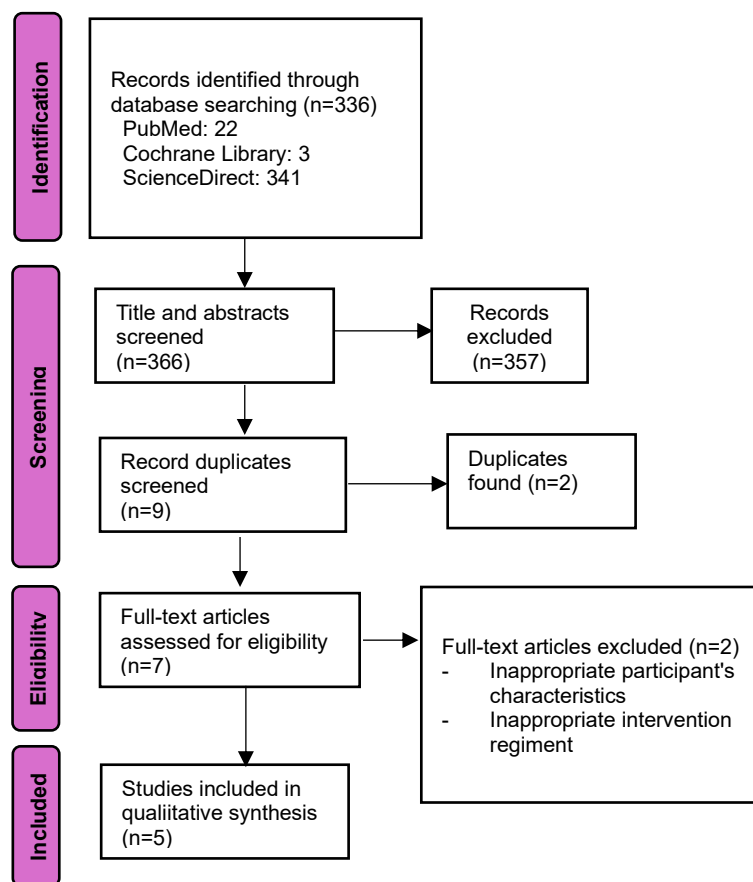 Identification
Records identified through
database searching (n=336)
PubMed: 22
Cochrane Library: 3
ScienceDirect: 341
Screening
Title and abstracts
screened
(n=366)
Records
excluded
(n=357)
Record duplicates
screened
(n=9)
Duplicates
found (n=2)
Eligibility
Full-text articles
assessed for eligibility
(n=7)
Full-text articles excluded (n=2)
- Inappropriate participant's
characteristics
- Inappropriate intervention
regiment
Included
Studies included in
qualiitative synthesis
(n=5)